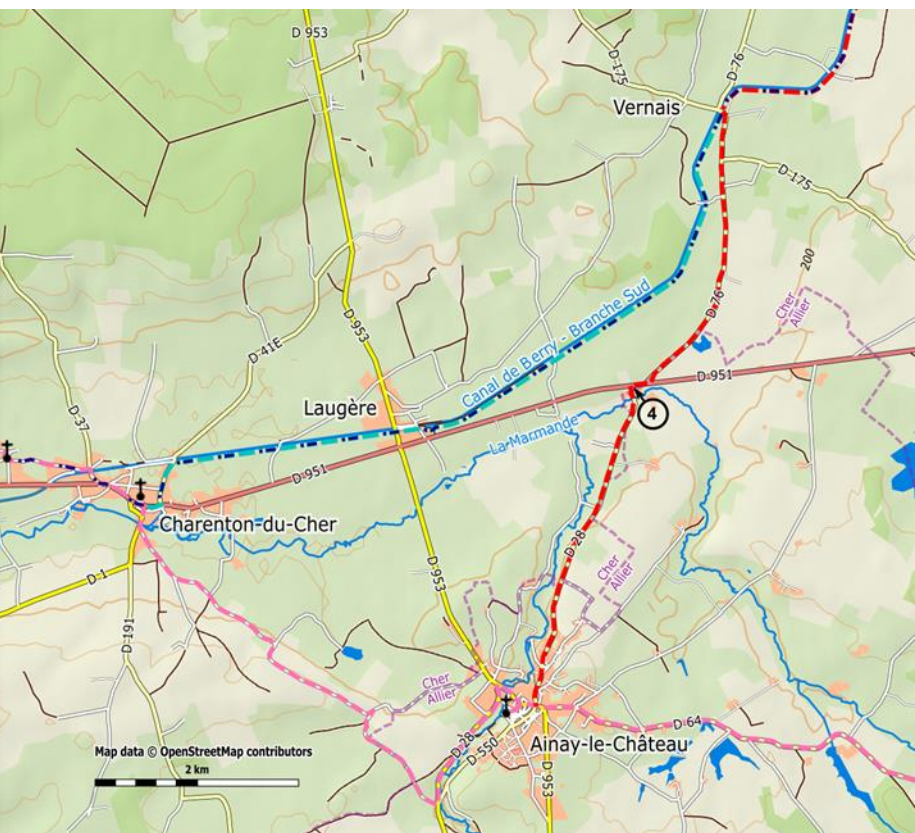 D 953
D 175
D 76
Vernais
D 175
200
Cher
Allier
D 76
Canal de Berry - Branche Sud
D 953
D 41E
D 951
Laugère
4
D 37
La Marmande
D 951
Charenton-du-Cher
D 28
Cher
Allier
D 953
D 1
D 191
Cher
Allier
D 64
D 28
D 550
Ainay-le-Château
D 953
Map data © OpenStreetMap contributors
2 km